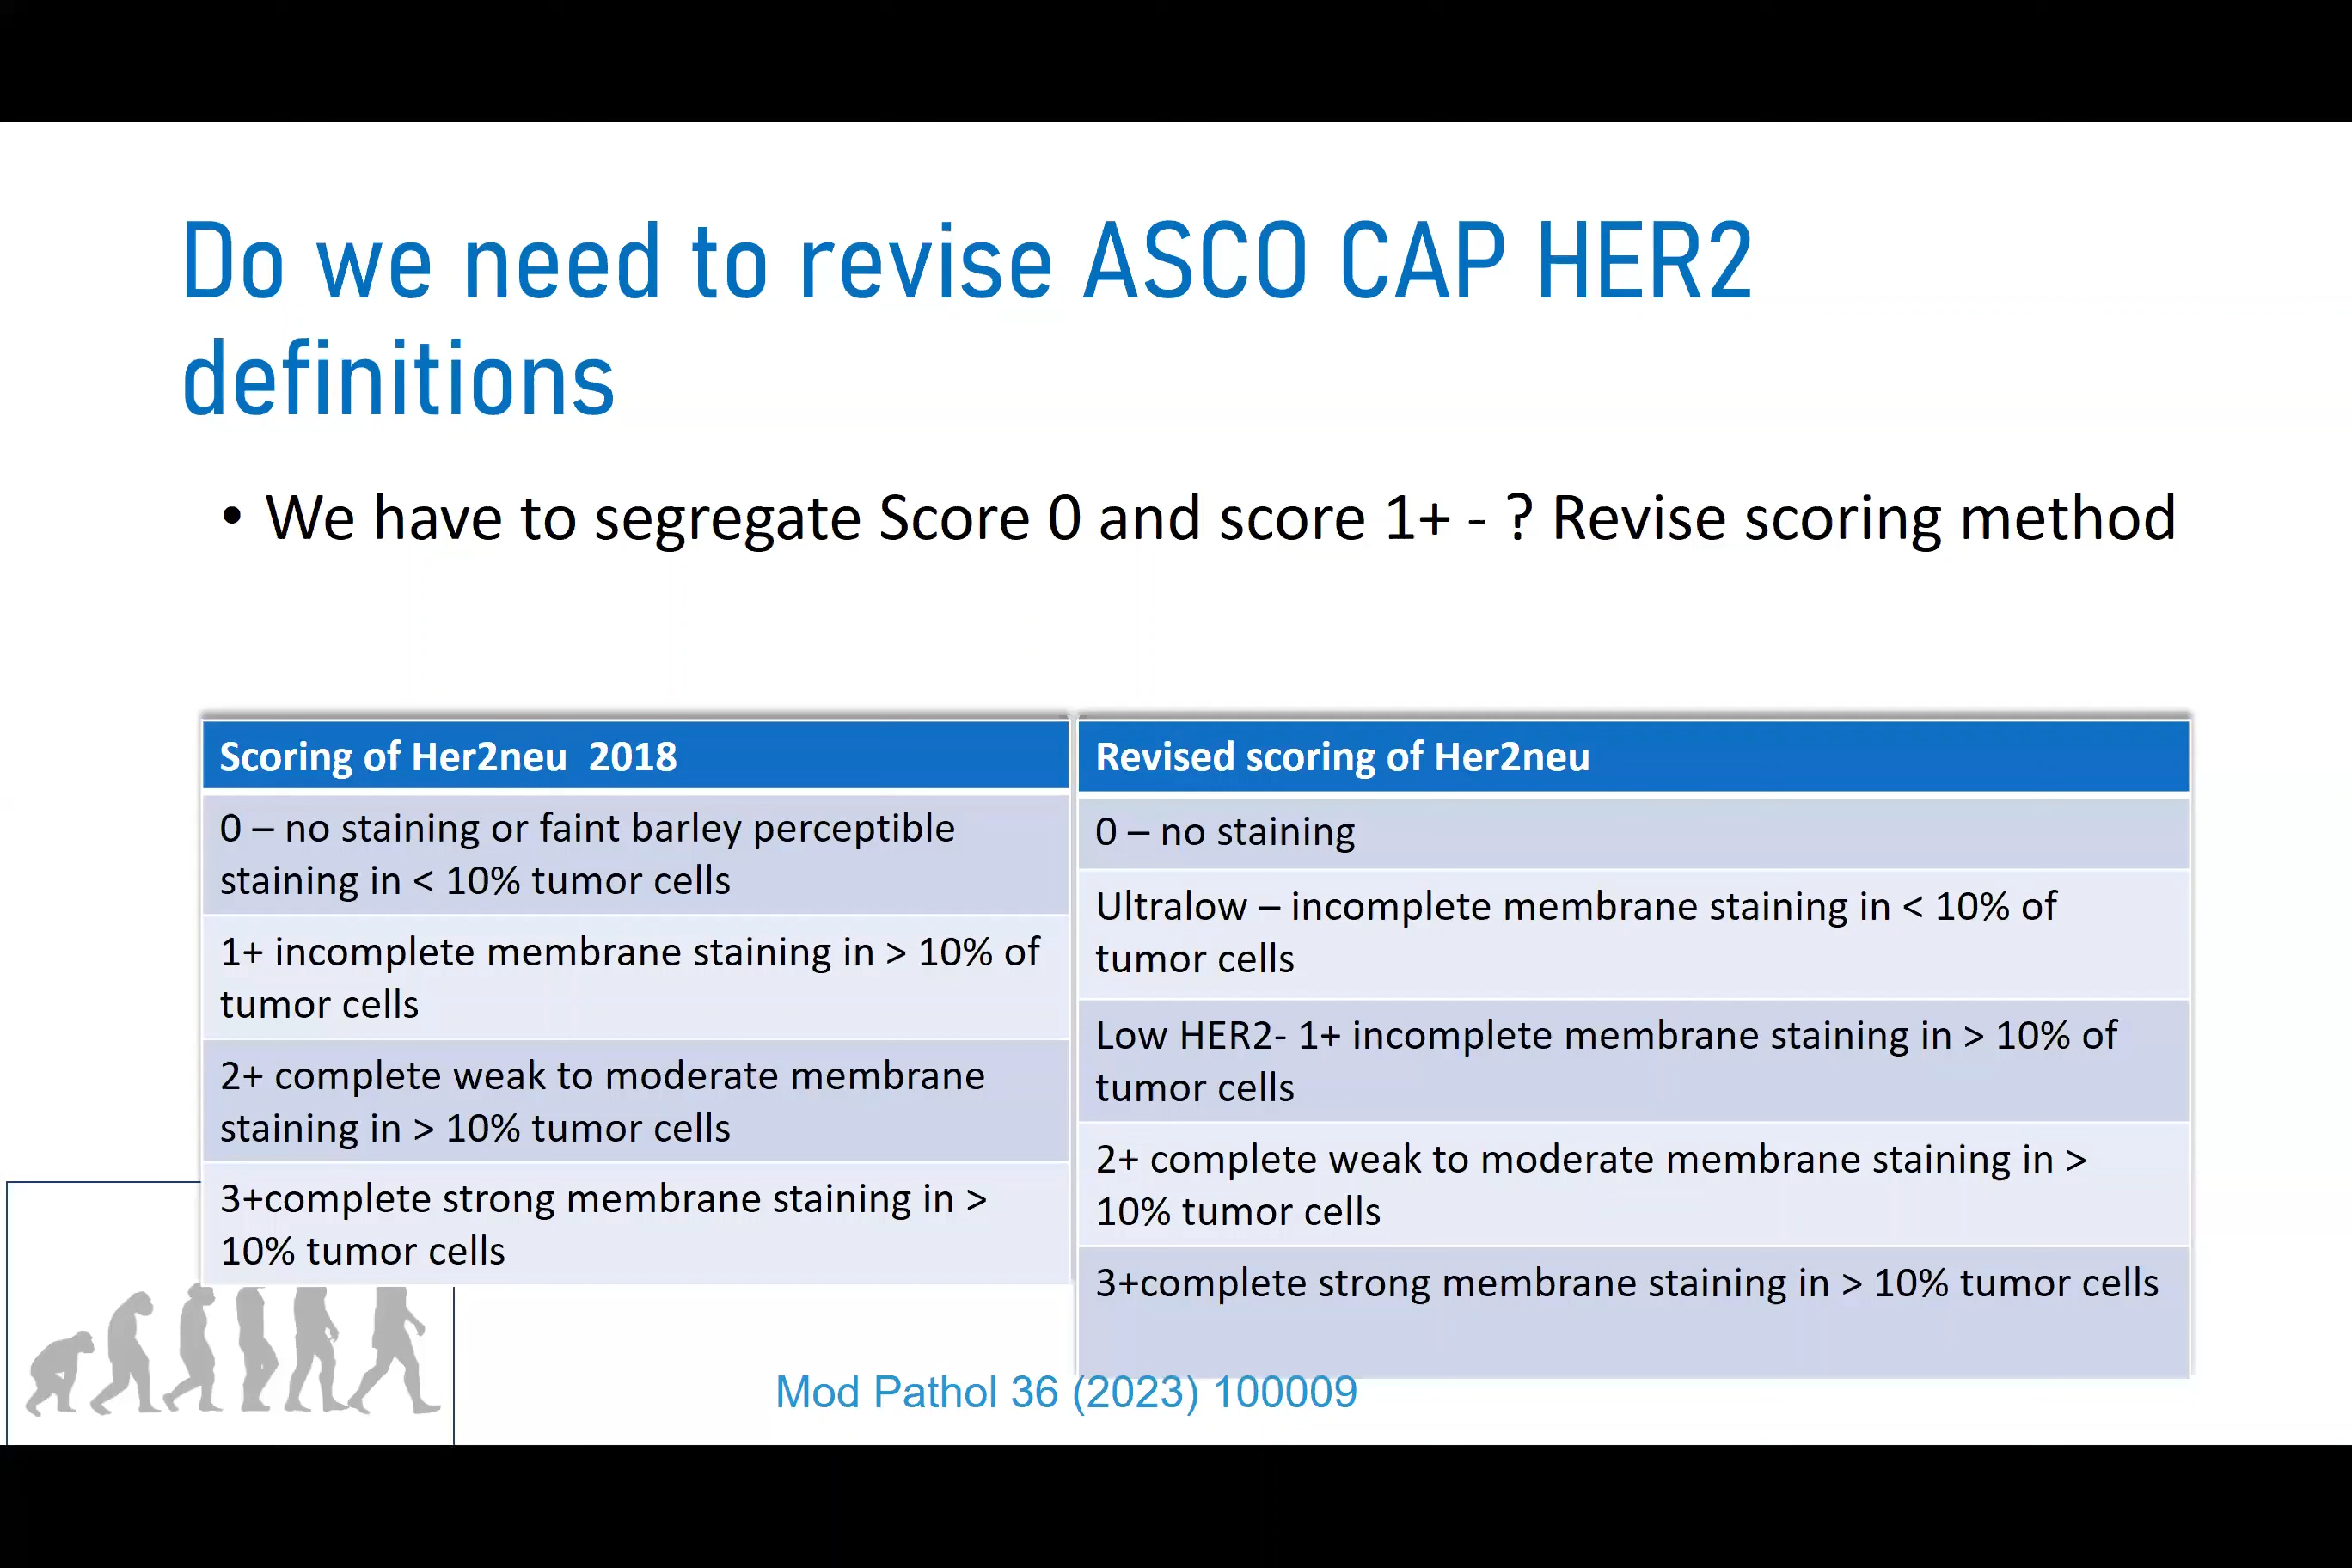 Do we need to revise ASCO CAP HER2
definitions
• We have to segregate Score 0 and score 1+ - ? Revise scoring method
Scoring of Her2neu  2018
0 – no staining or faint barley perceptible
staining in < 10% tumor cells
1+ incomplete membrane staining in > 10% of
tumor cells
2+ complete weak to moderate membrane
staining in > 10% tumor cells
3+complete strong membrane staining in >
10% tumor cells
Revised scoring of Her2neu
0 – no staining
Ultralow – incomplete membrane staining in < 10% of
tumor cells
Low HER2- 1+ incomplete membrane staining in > 10% of
tumor cells
2+ complete weak to moderate membrane staining in >
10% tumor cells
3+complete strong membrane staining in > 10% tumor cells
Mod Pathol 36 (2023) 100009